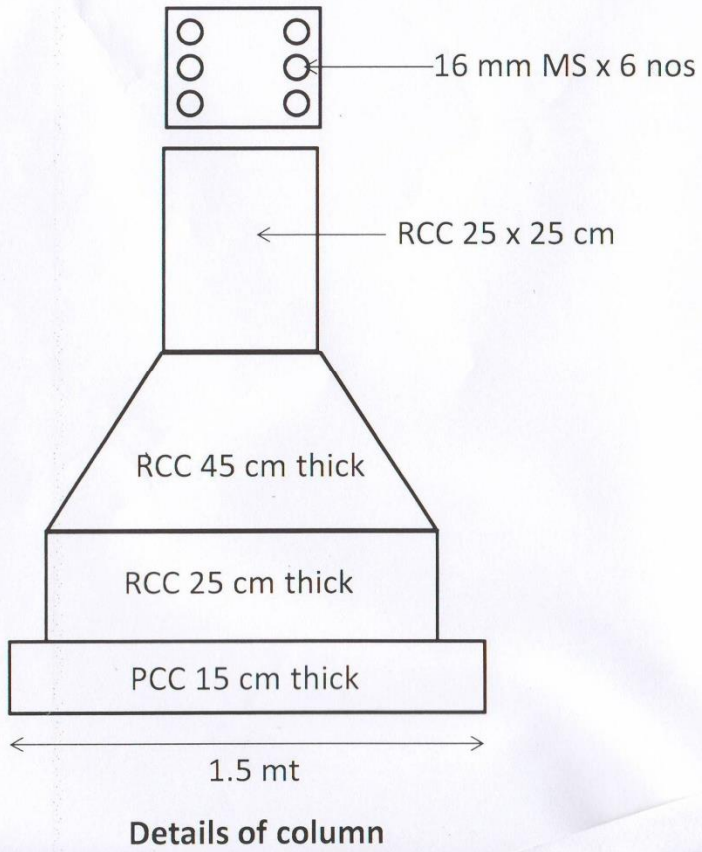 16 mm MS x 6 nos
RCC 25 x 25 cm
RCC 45 cm thick
RCC 25 cm thick
PCC 15 cm thick
1.5 mt
Details of column